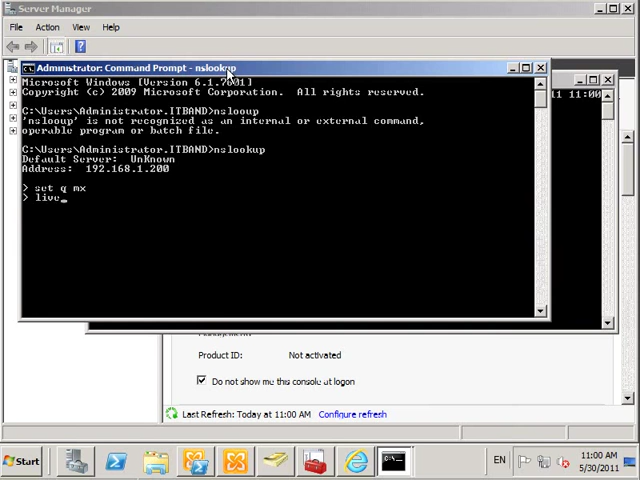 Server Manager
File Action View Help
Administrator: Command Prompt - nslookup
Microsoft Windows [Version 6.1.7601]
Copyright (c) 2009 Microsoft Corporation. All rights reserved.
C:\Users\Administrator.ITBAND>nslooup
'nslooup' is not recognized as an internal or external command,
operable program or batch file.
C:\Users\Administrator.ITBAND>nslookup
Default Server: UnKnown
Address: 192.168.1.200
> set q mx
> live_
11 11:00
Product ID: Not activated
Do not show me this console at logon
Last Refresh: Today at 11:00 AM Configure refresh
Start
EN
11:00 AM
5/30/2011